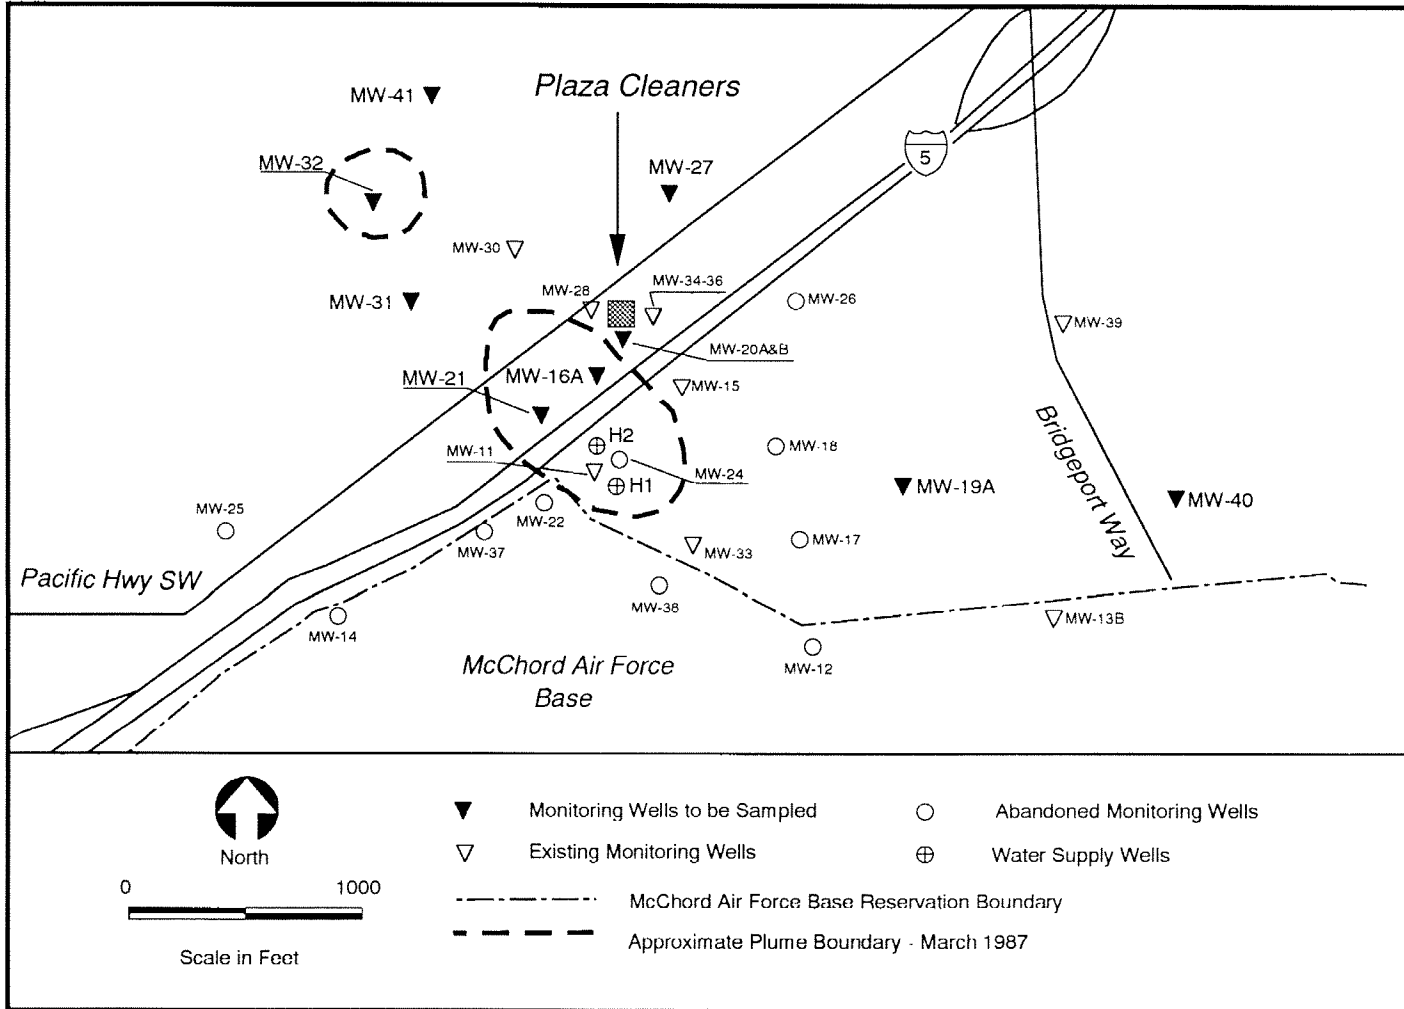 Plaza Cleaners
MW-41
MW-32
MW-27
5
MW-30
MW-28
MW-34-36
MW-31
MW-26
MW-39
MW-20A&B
MW-21
MW-16A
MW-15
H2
MW-11
MW-18
MW-24
H1
MW-19A
MW-40
Bridgeport Way
MW-25
MW-22
MW-37
MW-17
MW-33
Pacific Hwy SW
MW-38
MW-14
MW-13B
MW-12
McChord Air Force
Base
North
0 1000
Scale in Feet
Monitoring Wells to be Sampled
Existing Monitoring Wells
Abandoned Monitoring Wells
Water Supply Wells
McChord Air Force Base Reservation Boundary
Approximate Plume Boundary - March 1987